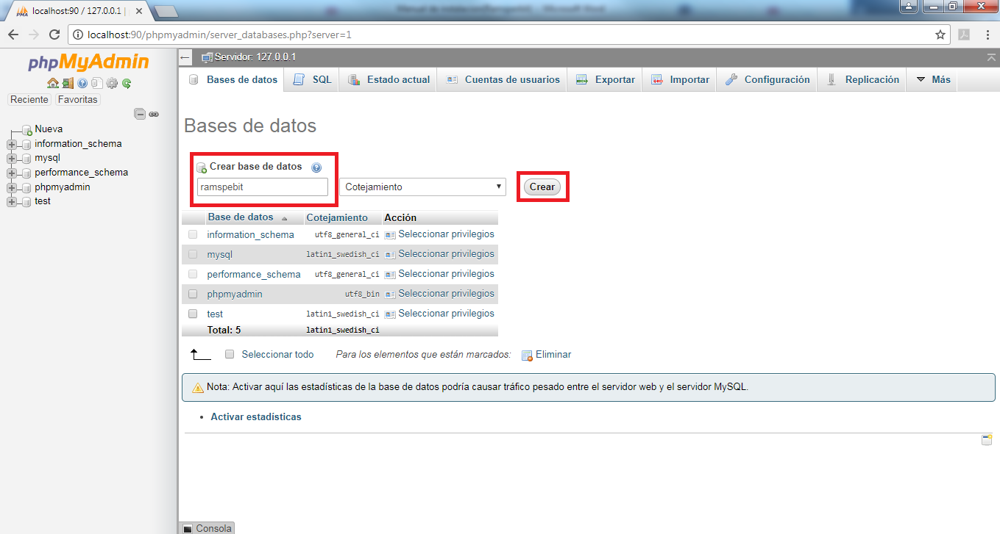 localhost:90 / 127.0.0.1 |
localhost:90/phpmyadmin/server_databases.php?server=1
phpMyAdmin
Reciente Favoritas
Nueva
information_schema
mysql
performance_schema
phpmyadmin
test
Servidor: 127.0.0.1
Bases de datos SQL Estado actual Cuentas de usuarios Exportar Importar Configuración Replicación Más
Bases de datos
Crear base de datos
ramspebit Cotejamiento Crear
Base de datos Cotejamiento Acción
information_schema utf8_general_ci Seleccionar privilegios
mysql latin1_swedish_ci Seleccionar privilegios
performance_schema utf8_general_ci Seleccionar privilegios
phpmyadmin utf8_bin Seleccionar privilegios
test latin1_swedish_ci Seleccionar privilegios
Total: 5 latin1_swedish_ci
Seleccionar todo Para los elementos que están marcados: Eliminar
Nota: Activar aquí las estadísticas de la base de datos podría causar tráfico pesado entre el servidor web y el servidor MySQL.
• Activar estadísticas
Consola